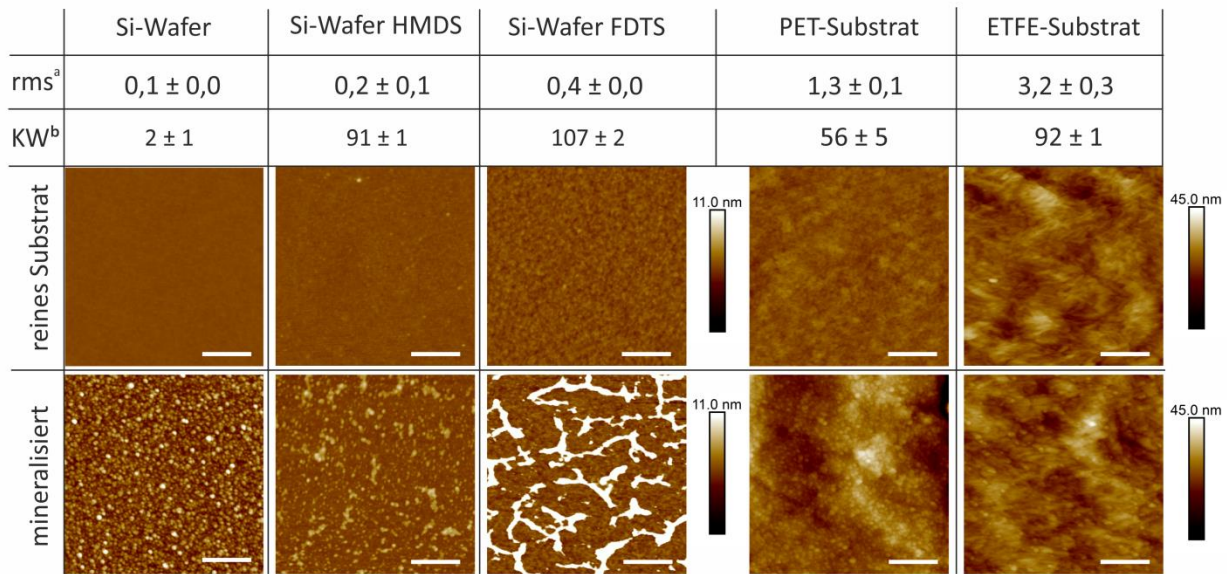 Si-Wafer Si-Wafer HMDS Si-Wafer FDTS PET-Substrat ETFE-Substrat
rmsᵃ 0,1 ± 0,0 0,2 ± 0,1 0,4 ± 0,0 1,3 ± 0,1 3,2 ± 0,3
KWᵇ 2 ± 1 91 ± 1 107 ± 2 56 ± 5 92 ± 1
reines Substrat
11.0 nm
45.0 nm
mineralisiert
11.0 nm
45.0 nm